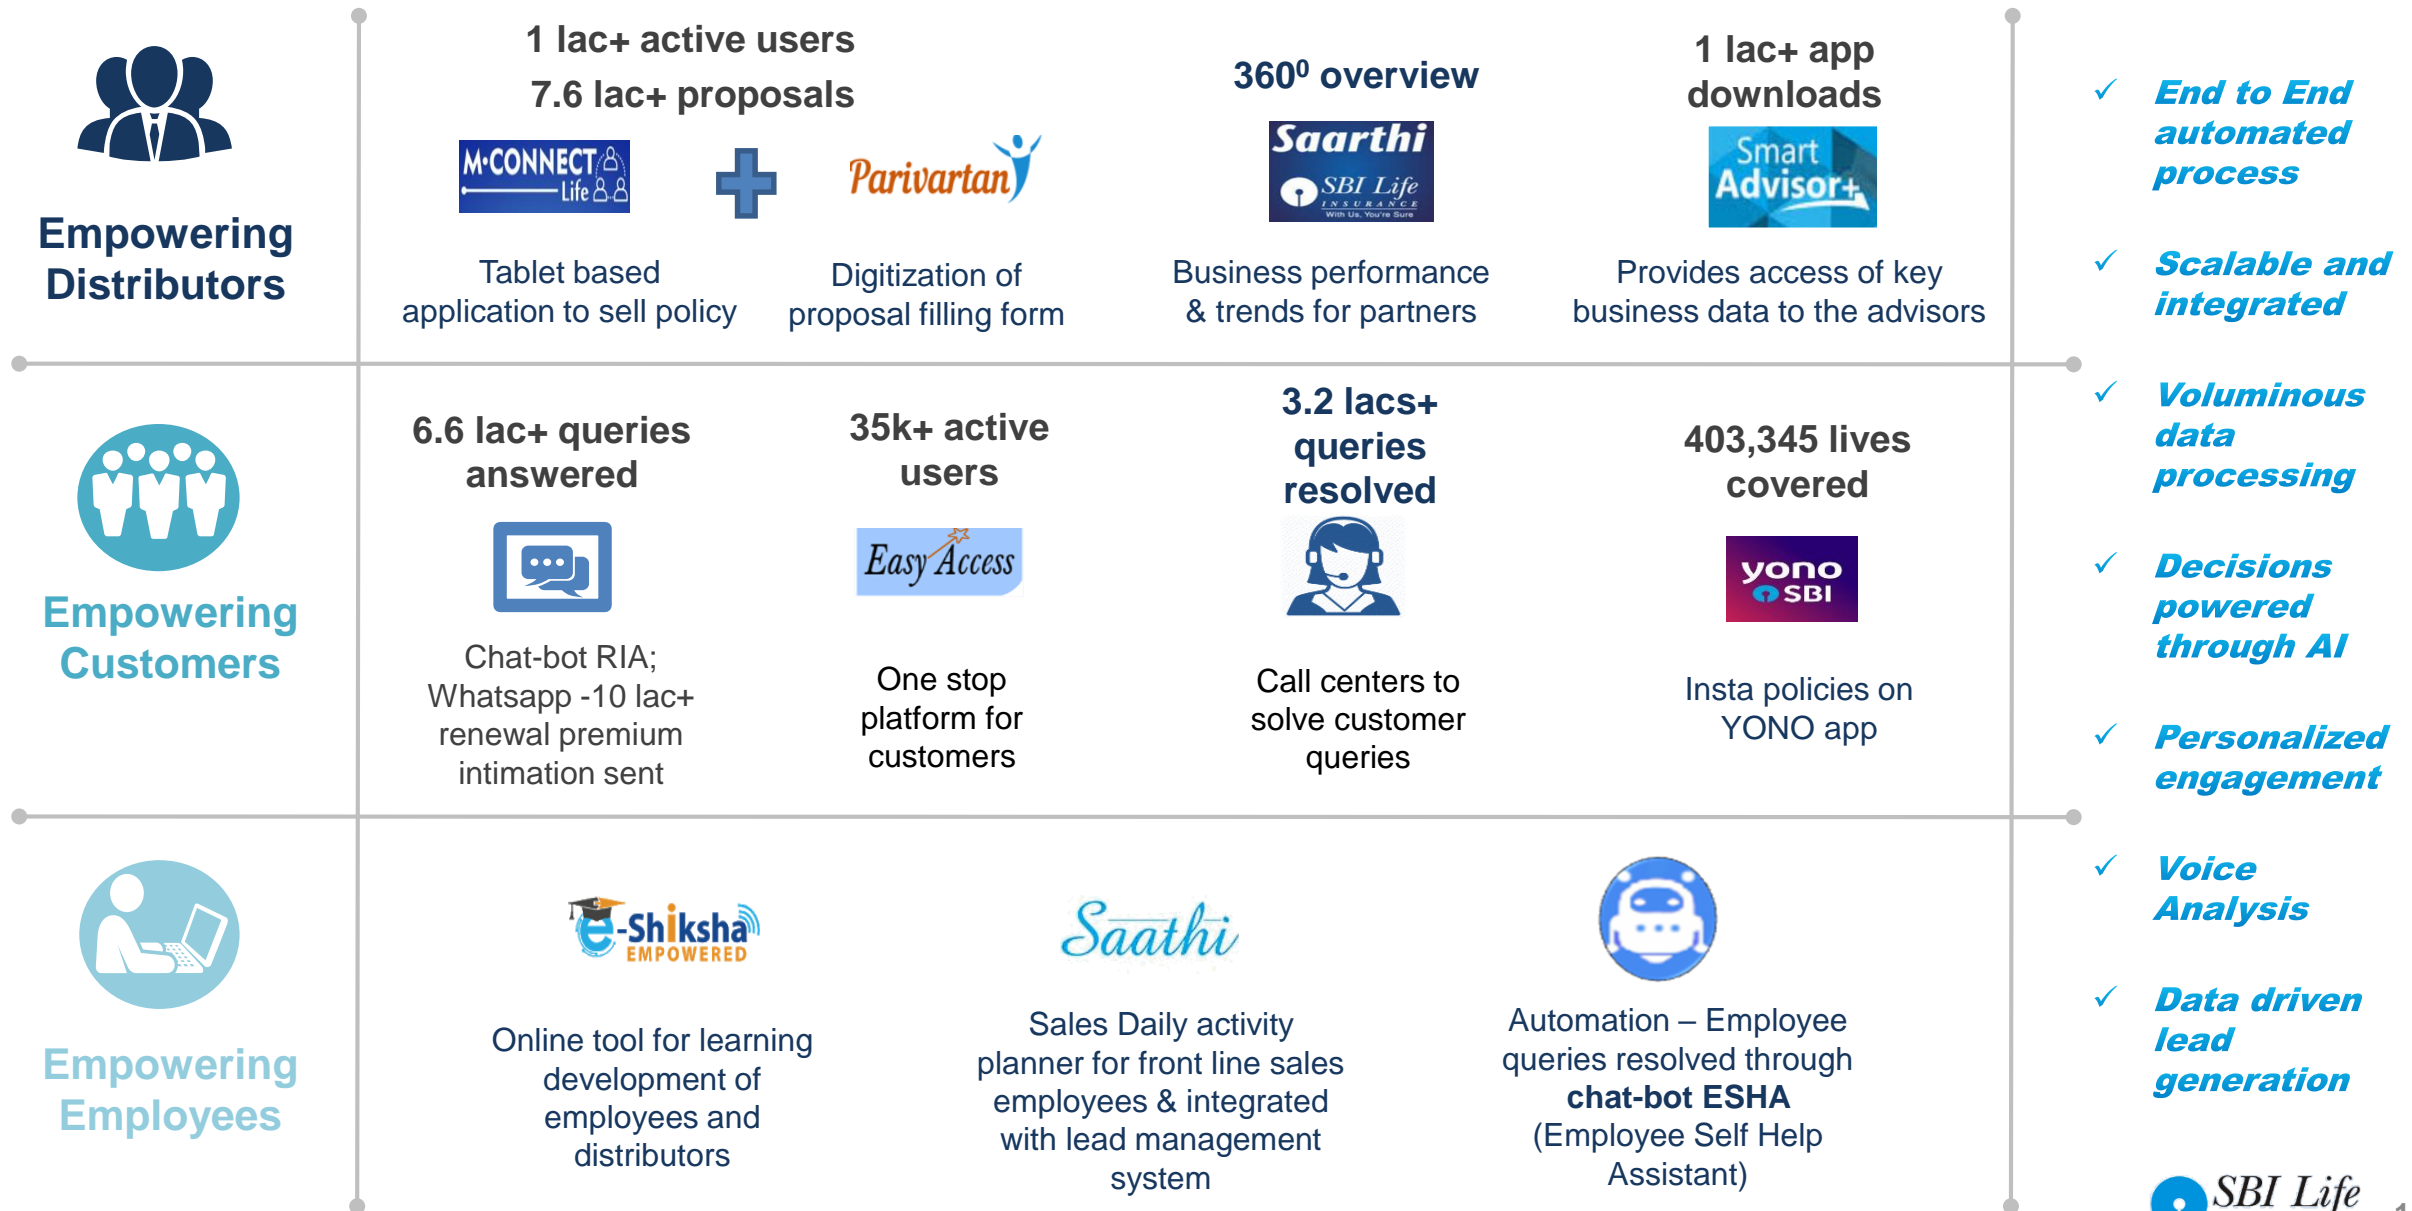 Empowering
Distributors
1 lac+ active users
7.6 lac+ proposals
M-CONNECT
Life
Parivartan
Tablet based
application to sell policy
Digitization of
proposal filling form
360⁰ overview
Saarthi
SBI Life
INSURANCE
With Us, You're Sure
Business performance
& trends for partners
1 lac+ app
downloads
Smart
Advisor+
Provides access of key
business data to the advisors
Empowering
Customers
6.6 lac+ queries
answered
Chat-bot RIA;
Whatsapp -10 lac+
renewal premium
intimation sent
35k+ active
users
Easy Access
One stop
platform for
customers
3.2 lacs+
queries
resolved
Call centers to
solve customer
queries
403,345 lives
covered
yono
SBI
Insta policies on
YONO app
Empowering
Employees
e-Shiksha
EMPOWERED
Online tool for learning
development of
employees and
distributors
Saathi
Sales Daily activity
planner for front line sales
employees & integrated
with lead management
system
Automation – Employee
queries resolved through
chat-bot ESHA
(Employee Self Help
Assistant)
✓ End to End
automated
process
✓ Scalable and
integrated
✓ Voluminous
data
processing
✓ Decisions
powered
through AI
✓ Personalized
engagement
✓ Voice
Analysis
✓ Data driven
lead
generation
SBI Life